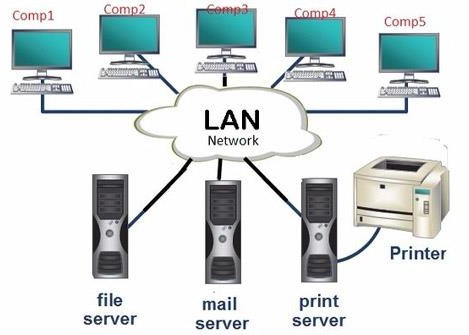 Comp1
Comp2
Comp3
Comp4
Comp5
LAN
Network
Printer
file
server
mail
server
print
server